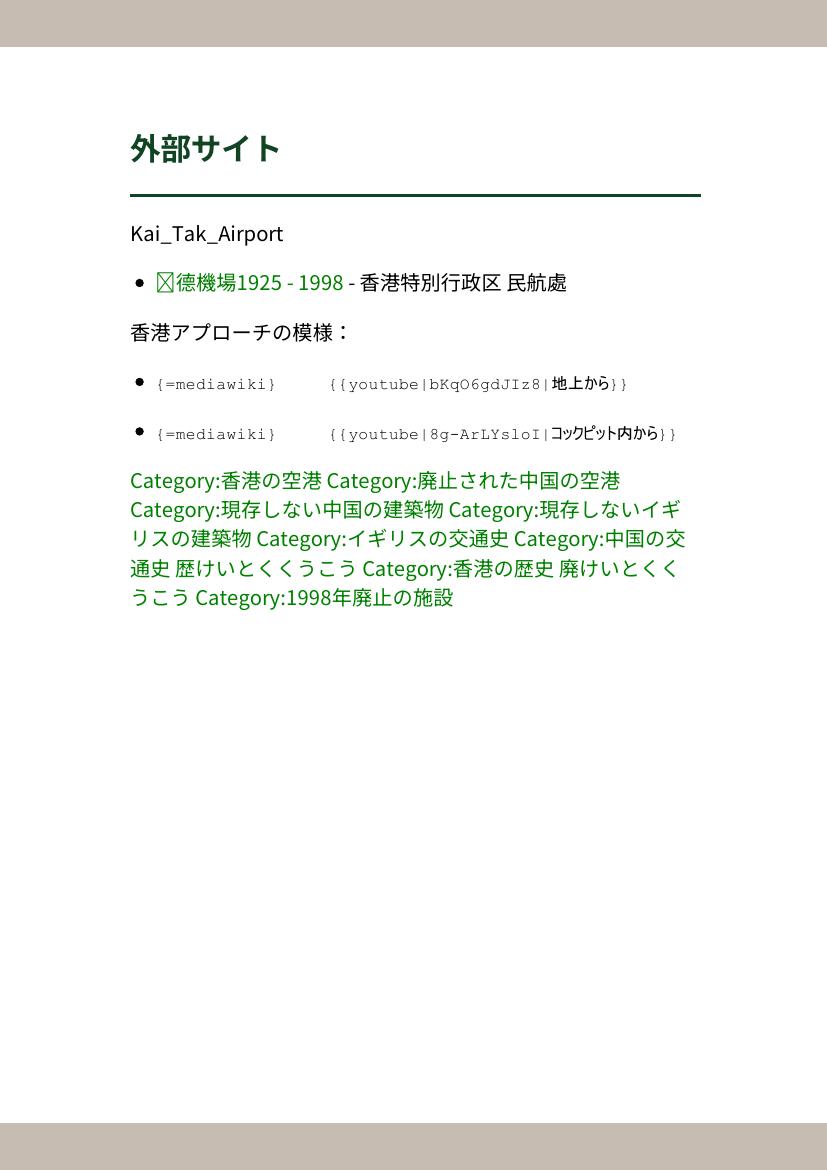 外部サイト
Kai_Tak_Airport
德機場1925 - 1998 - 香港特別行政区 民航處
香港アプローチの模様：
{=mediawiki} {{youtube|bKqO6gdJIz8|地上から}}
{=mediawiki} {{youtube|8g-ArLYsloI|コックピット内から}}
Category:香港の空港 Category:廃止された中国の空港
Category:現存しない中国の建築物 Category:現存しないイギ
リスの建築物 Category:イギリスの交通史 Category:中国の交
通史 歴けいとくくうこう Category:香港の歴史 廃けいとくく
うこう Category:1998年廃止の施設